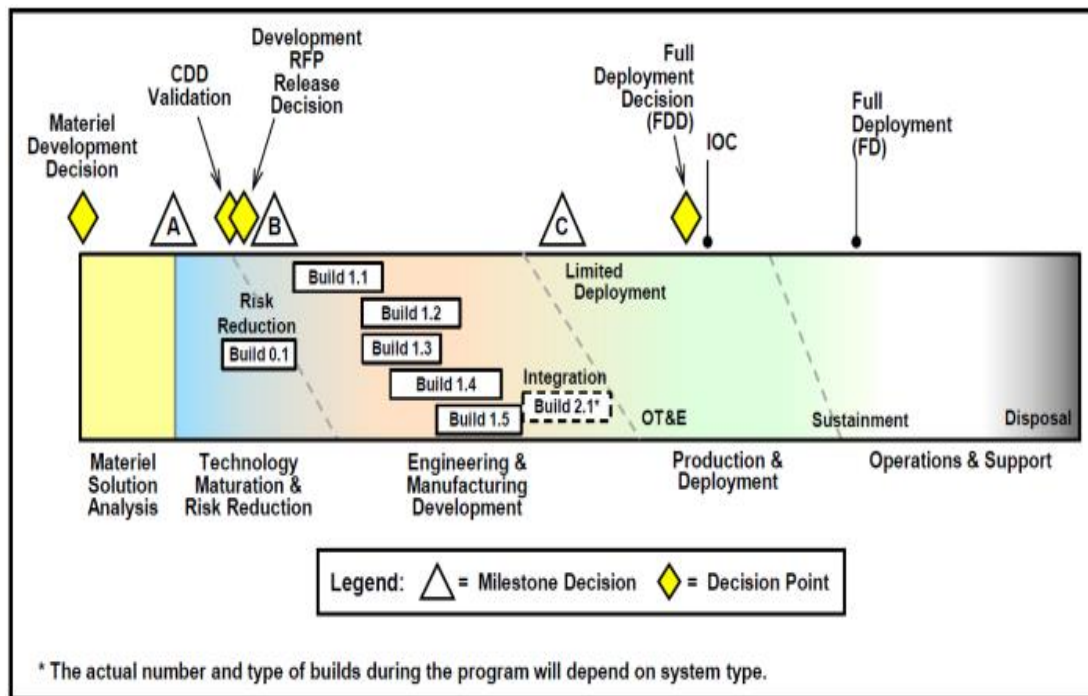 Development
RFP
Release
Decision
CDD
Validation
Materiel
Development
Decision
Full
Deployment
Decision
(FDD)
IOC
Full
Deployment
(FD)
A
B
C
Build 1.1
Limited
Deployment
Risk
Reduction
Build 1.2
Build 0.1
Build 1.3
Build 1.4
Integration
Build 2.1*
Build 1.5
OT&E
Sustainment
Disposal
Materiel
Solution
Analysis
Technology
Maturation &
Risk Reduction
Engineering &
Manufacturing
Development
Production &
Deployment
Operations & Support
Legend:
= Milestone Decision
= Decision Point
* The actual number and type of builds during the program will depend on system type.